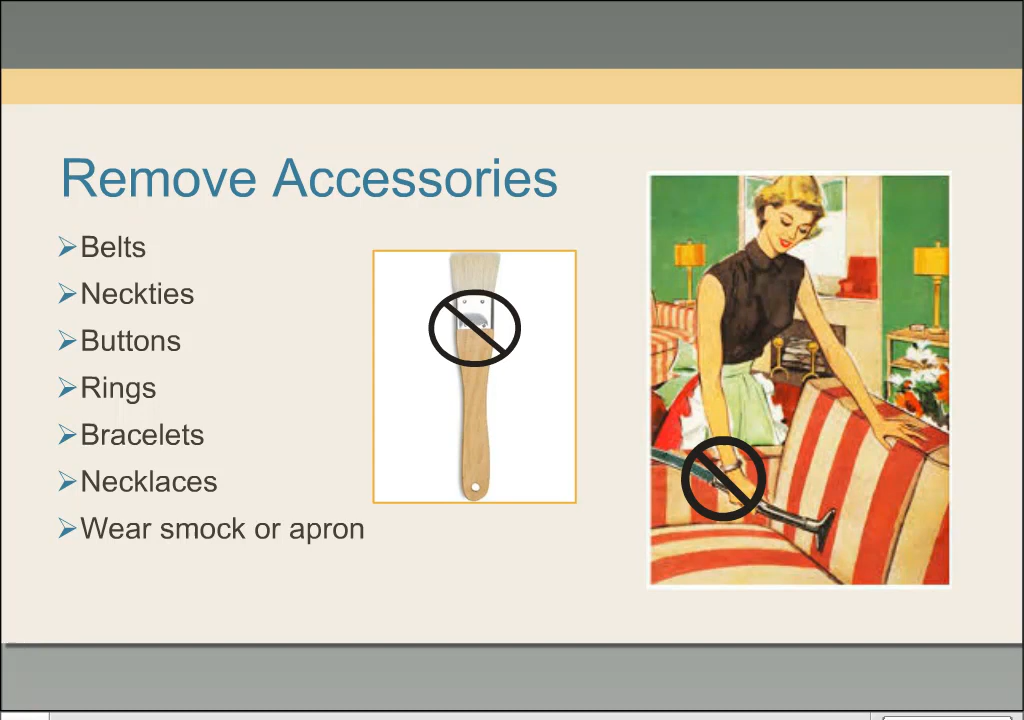 Remove Accessories
Belts
Neckties
Buttons
Rings
Bracelets
Necklaces
Wear smock or apron